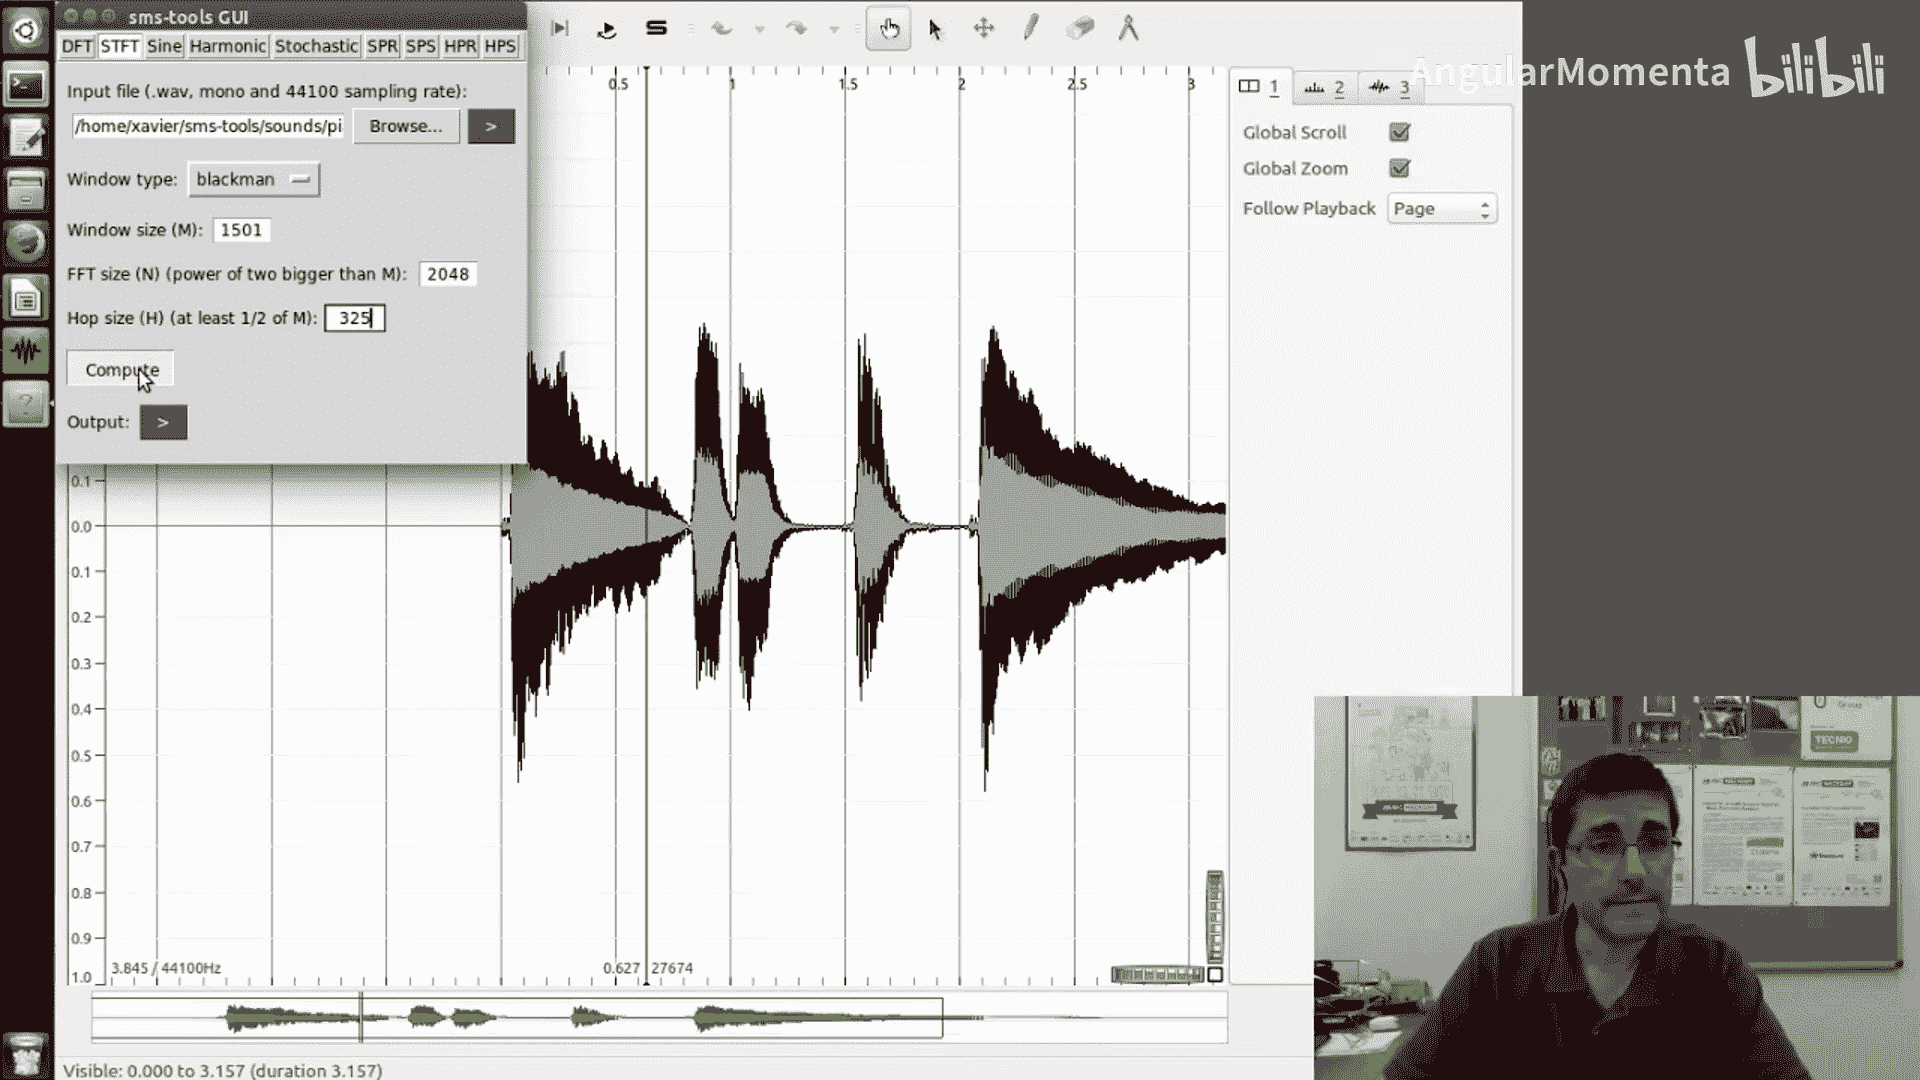 sms-tools GUI
DFT STFT Sine Harmonic Stochastic SPR SPS HPR HPS
Input file (.wav, mono and 44100 sampling rate):
/home/xavier/sms-tools/sounds/pi
Browse...
>
Window type: blackman
Window size (M): 1501
FFT size (N) (power of two bigger than M): 2048
Hop size (H) (at least 1/2 of M): 325
Compute
Output: >
0.5 1 1.5 2 2.5 3
0.1
0.0
0.1
0.2
0.3
0.4
0.5
0.6
0.7
0.8
0.9
1.0
3.845 / 44100Hz
0.627 27674
Visible: 0.000 to 3.157 (duration 3.157)
1 2 3
Global Scroll
Global Zoom
Follow Playback Page
AngularMomenta bilibili
Group
TECNIO